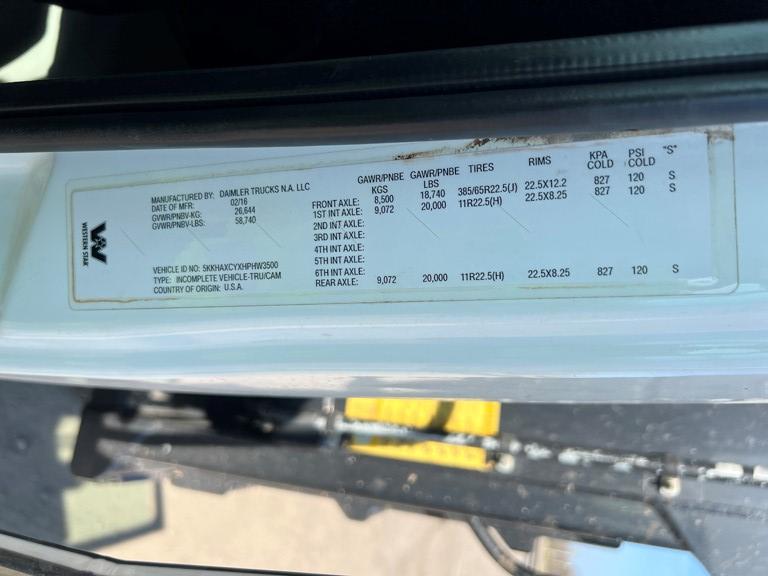 WESTERN STAR
MANUFACTURED BY: DAIMLER TRUCKS N.A. LLC
DATE OF MFR: 02/16
GVWR/PNBV-KG: 26,644
GVWR/PNBV-LBS: 58,740
VEHICLE ID NO: 5KKHAXCYXHPHW3500
TYPE: INCOMPLETE VEHICLE-TRU/CAM
COUNTRY OF ORIGIN: U.S.A.
GAWR/PNBE KGS GAWR/PNBE LBS TIRES RIMS KPA COLD PSI COLD "S"
FRONT AXLE: 8,500 18,740 385/65R22.5(J) 22.5X12.2 827 120 S
1ST INT AXLE: 9,072 20,000 11R22.5(H) 22.5X8.25 827 120 S
2ND INT AXLE:
3RD INT AXLE:
4TH INT AXLE:
5TH INT AXLE:
6TH INT AXLE:
REAR AXLE: 9,072 20,000 11R22.5(H) 22.5X8.25 827 120 S